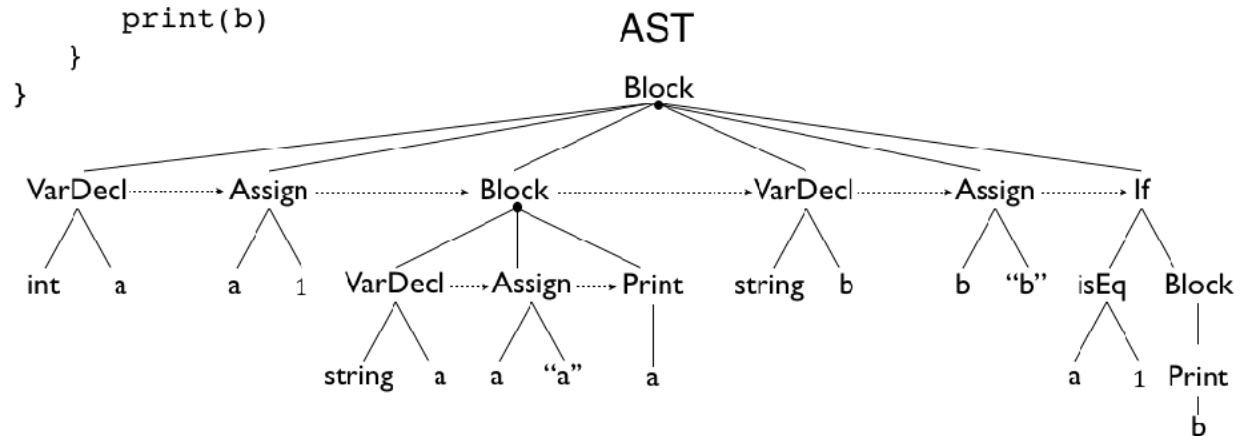 print(b)
}
}
AST
Block
VarDecl Assign Block VarDecl Assign If
int a a 1 VarDecl Assign Print string b b “b” isEq Block
string a a “a” a a 1 Print
b